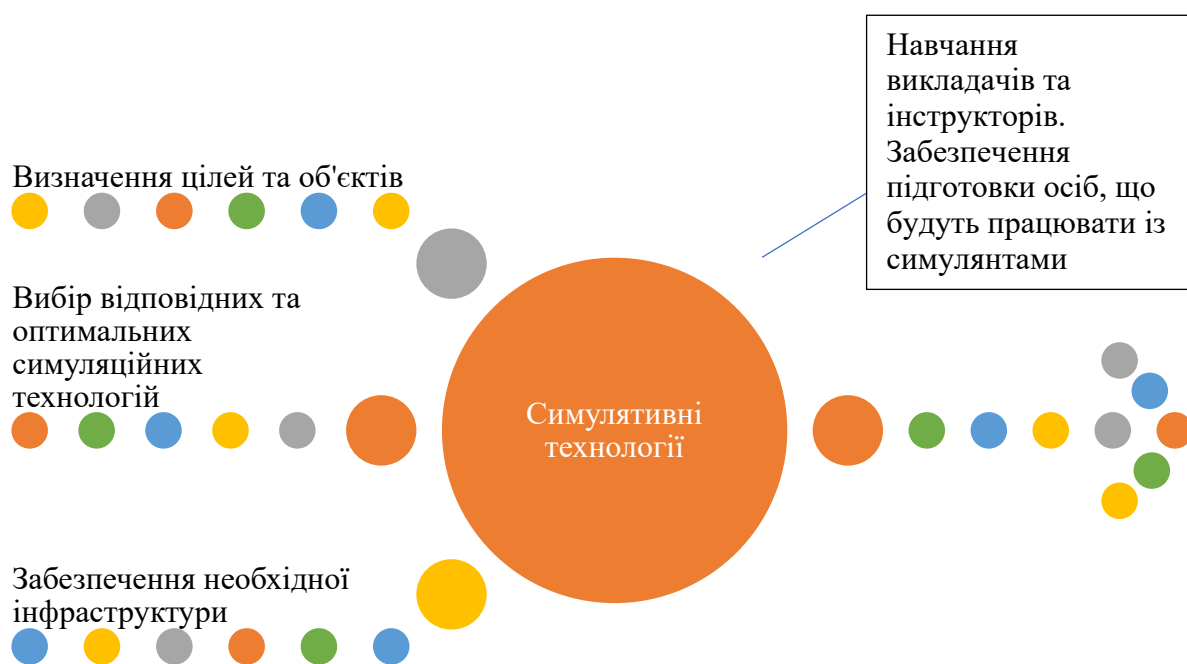 Визначення цілей та об'єктів
Вибір відповідних та
оптимальних
симуляційних
технологій
Забезпечення необхідної
інфраструктури
Симулятивні
технології
Навчання
викладачів та
інструкторів.
Забезпечення
підготовки осіб, що
будуть працювати із
симулянтами